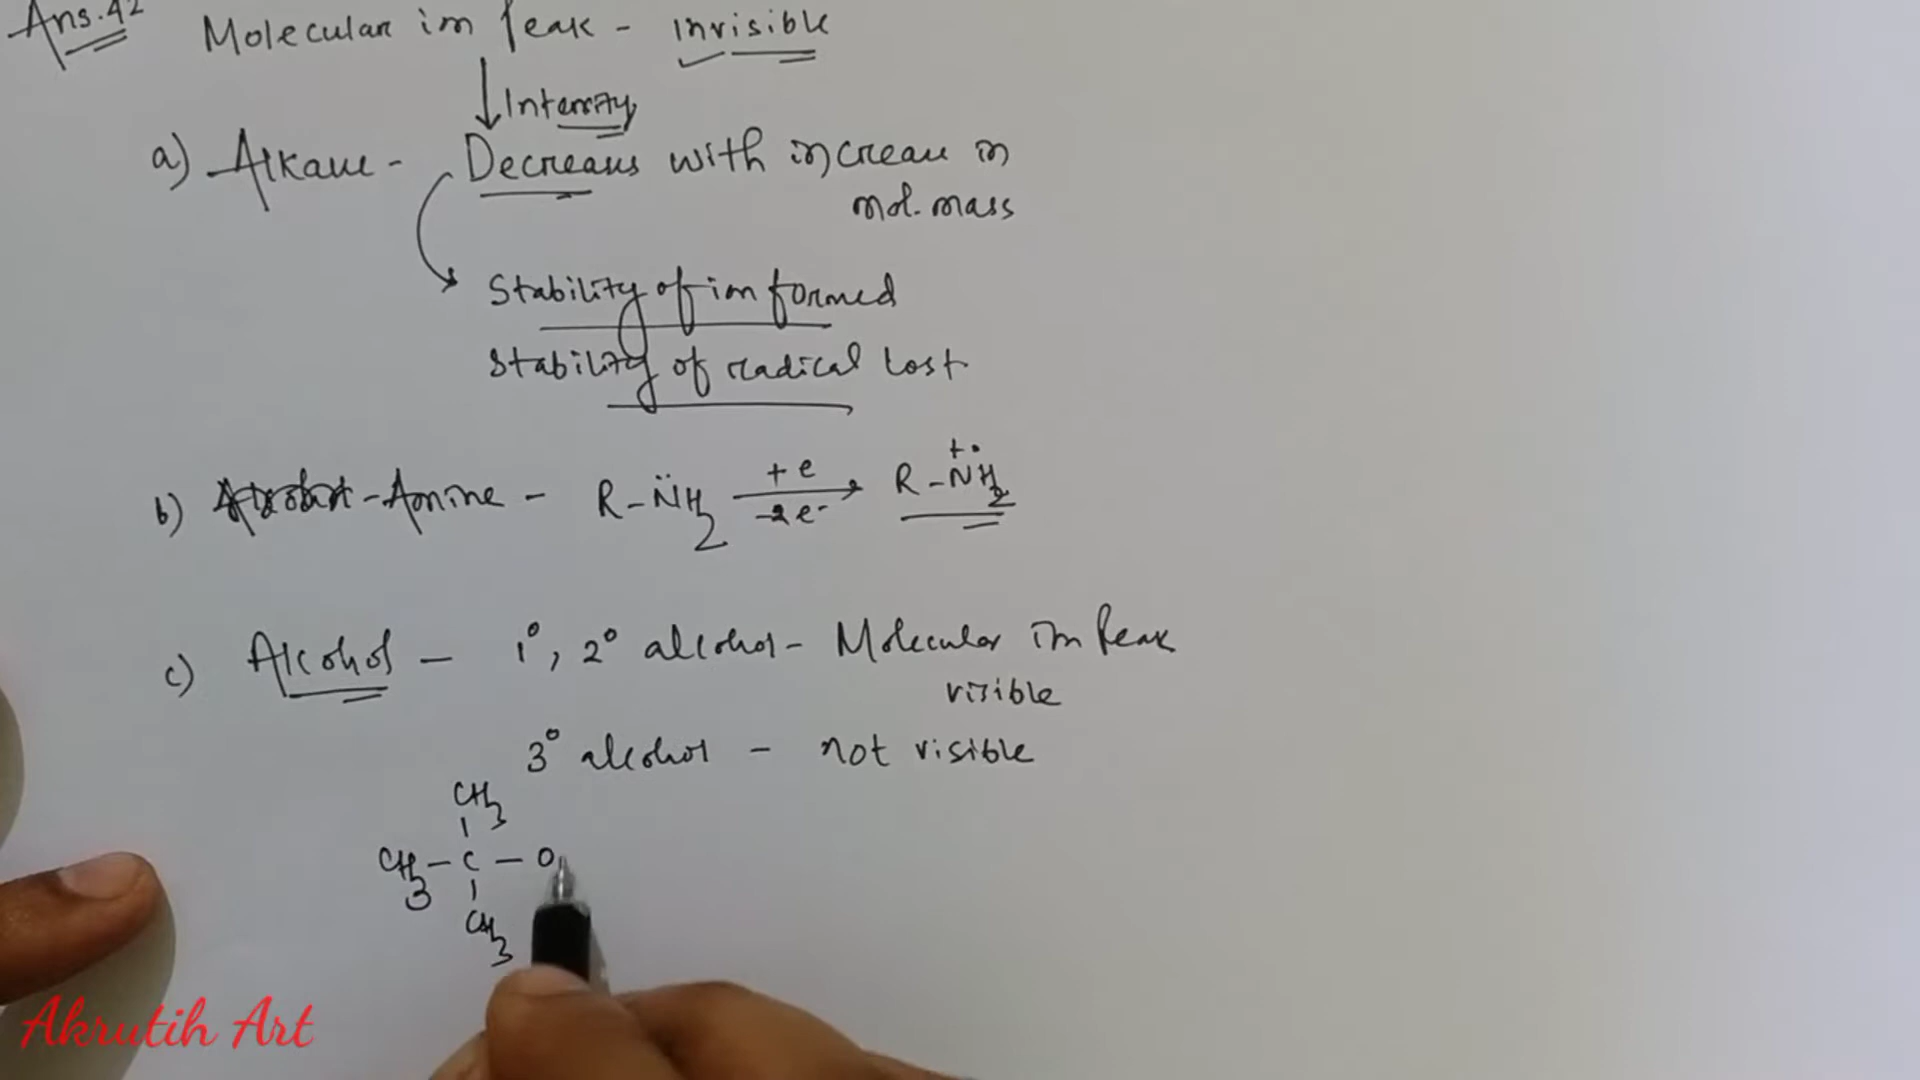 Ans.42 Molecular ion Peak - invisible
↓ Intensity
a) Alkane - Decreases with increase in
mol. mass
Stability of ion formed
Stability of radical lost
b) -Amine - R-N̈H2 +e → -2e- R-NH2 +•
c) Alcohol - 1°, 2° alcohol - Molecular ion Peak
visible
3° alcohol - not visible
CH3
CH3 - C - O
CH3
Akrutih Art